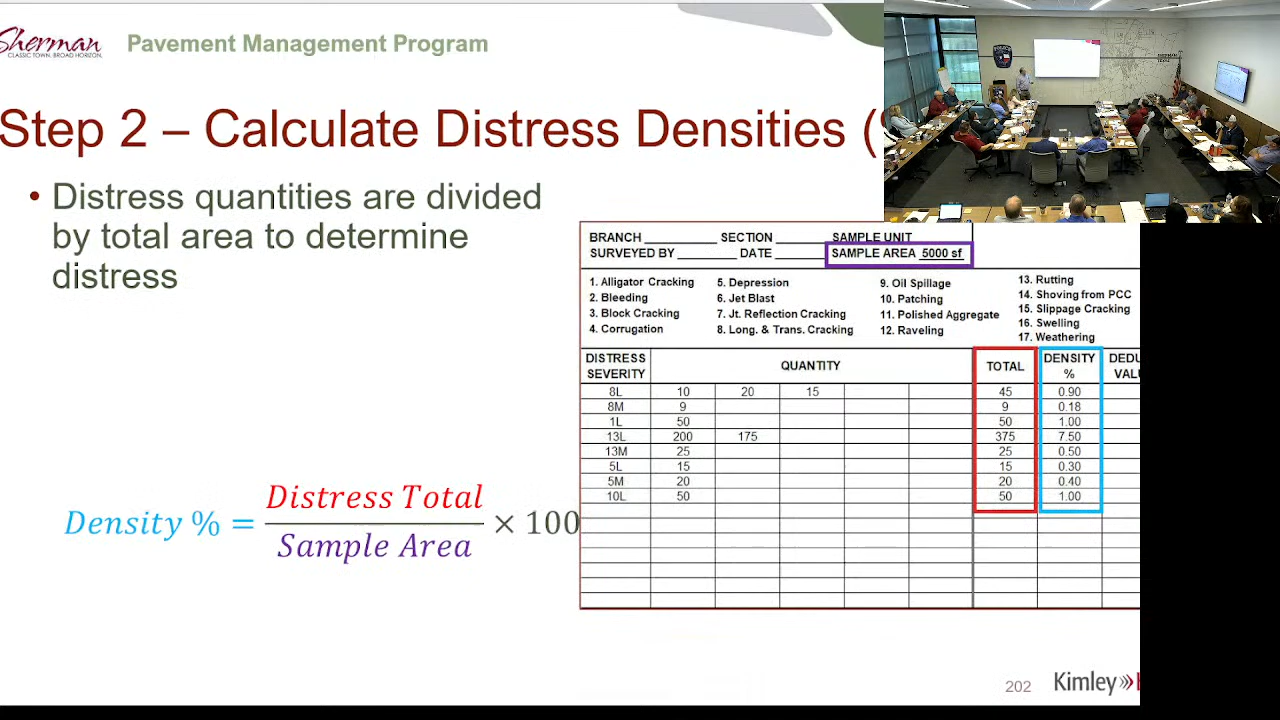 Sherman
CLASSIC TOWN. BROAD HORIZON.
Pavement Management Program
Step 2 – Calculate Distress Densities (
• Distress quantities are divided
by total area to determine
distress
Density % = Distress Total
Sample Area
× 100
BRANCH SECTION SAMPLE UNIT
SURVEYED BY DATE SAMPLE AREA 5000 sf
1. Alligator Cracking 5. Depression 9. Oil Spillage 13. Rutting
2. Bleeding 6. Jet Blast 10. Patching 14. Shoving from PCC
3. Block Cracking 7. Jt. Reflection Cracking 11. Polished Aggregate 15. Slippage Cracking
4. Corrugation 8. Long. & Trans. Cracking 12. Raveling 16. Swelling
17. Weathering
DISTRESS SEVERITY QUANTITY TOTAL DENSITY % DEDU VALU
8L 10 20 15 45 0.90
8M 9 9 0.18
1L 50 50 1.00
13L 200 175 375 7.50
13M 25 25 0.50
5L 15 15 0.30
5M 20 20 0.40
10L 50 50 1.00
202
Kimley»